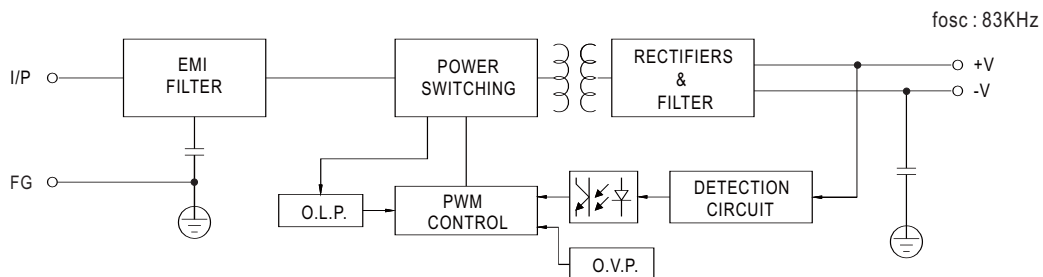 fosc : 83KHz
I/P
EMI
FILTER
POWER
SWITCHING
RECTIFIERS
&
FILTER
+V
-V
FG
O.L.P.
PWM
CONTROL
DETECTION
CIRCUIT
O.V.P.